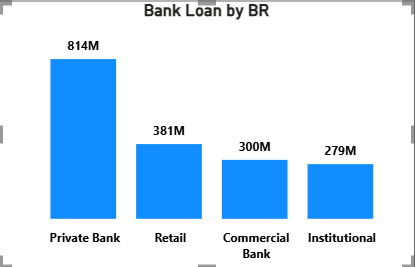 Bank Loan by BR
814M
381M
300M
279M
Private Bank
Retail
Commercial
Bank
Institutional